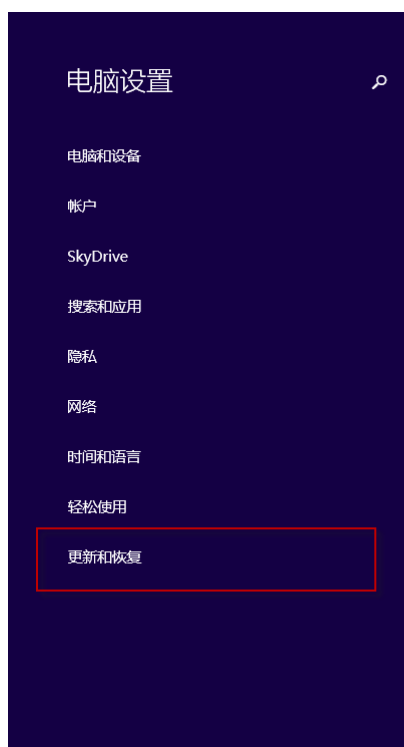 电脑设置
电脑和设备
帐户
SkyDrive
搜索和应用
隐私
网络
时间和语言
轻松使用
更新和恢复